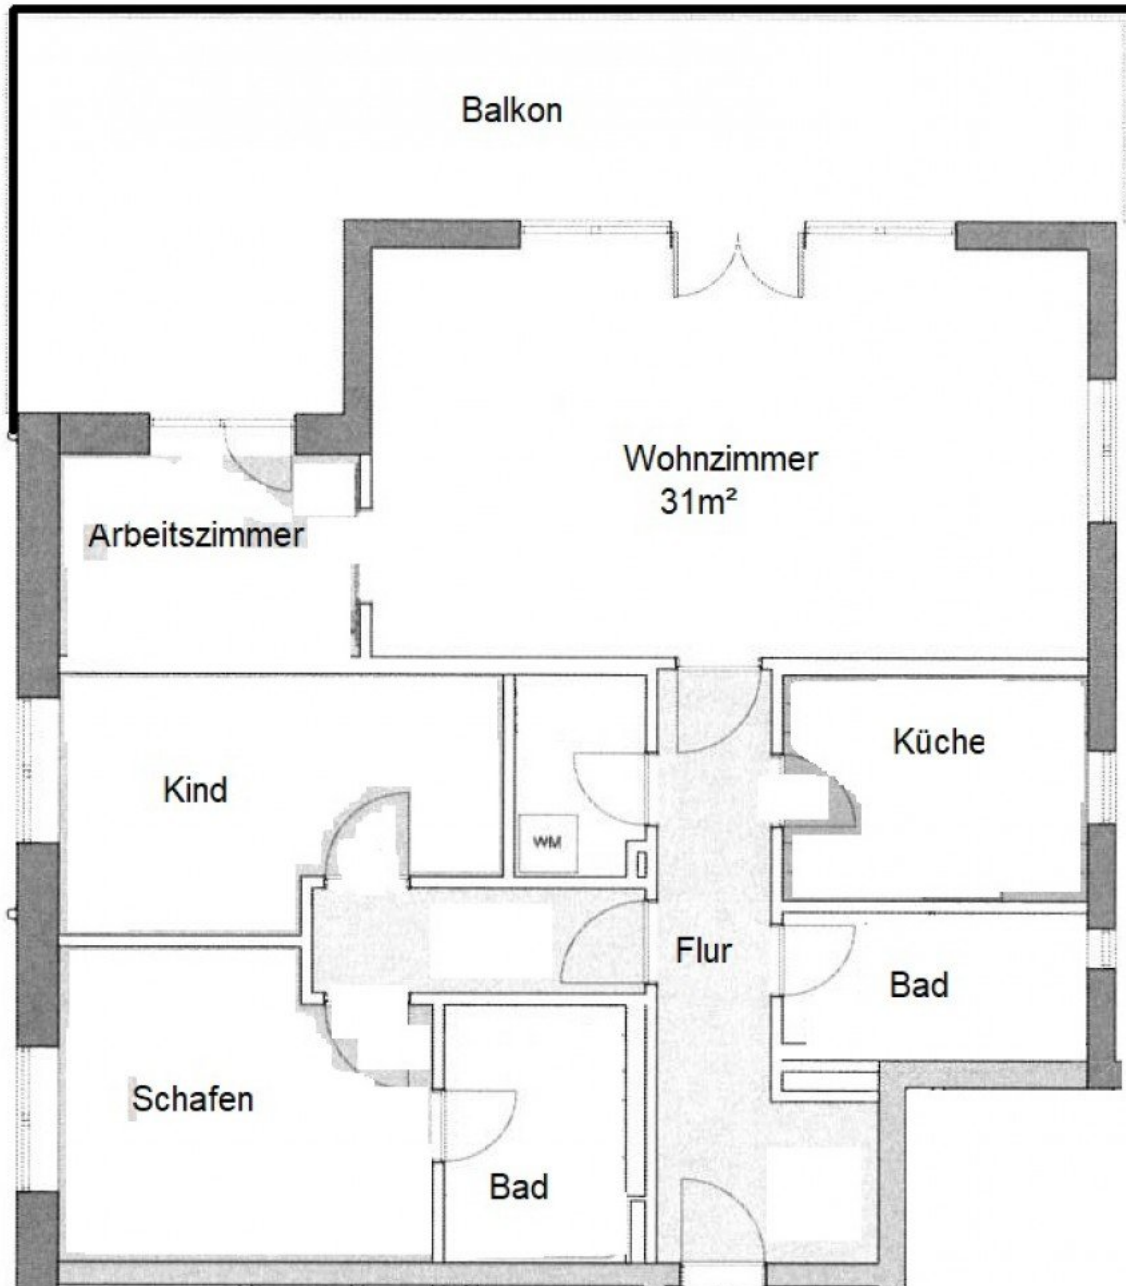 Balkon
Wohnzimmer
31m²
Arbeitszimmer
Küche
Kind
WM
Flur
Bad
Schafen
Bad